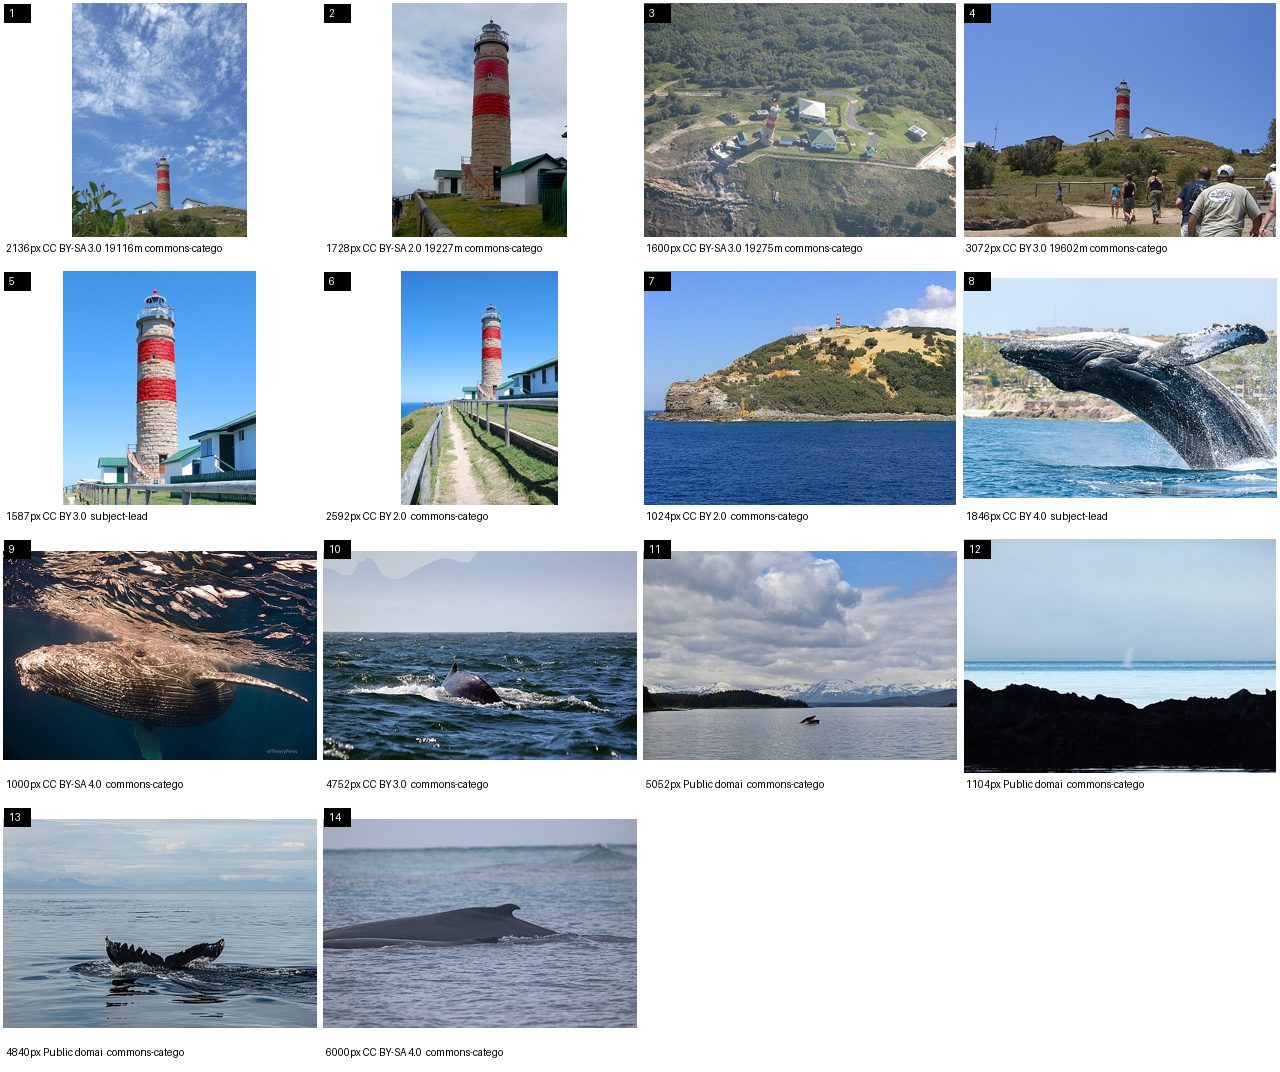 1
2
3
4
2136px CC BY-SA 3.0 19116m commons-catego
1728px CC BY-SA 2.0 19227m commons-catego
1600px CC BY-SA 3.0 19275m commons-catego
3072px CC BY 3.0 19602m commons-catego
5
6
7
8
1587px CC BY 3.0 subject-lead
2592px CC BY 2.0 commons-catego
1024px CC BY 2.0 commons-catego
1846px CC BY 4.0 subject-lead
9
10
11
12
@ThierryPeres
1000px CC BY-SA 4.0 commons-catego
4752px CC BY 3.0 commons-catego
5052px Public domai commons-catego
1104px Public domai commons-catego
13
14
4840px Public domai commons-catego
6000px CC BY-SA 4.0 commons-catego